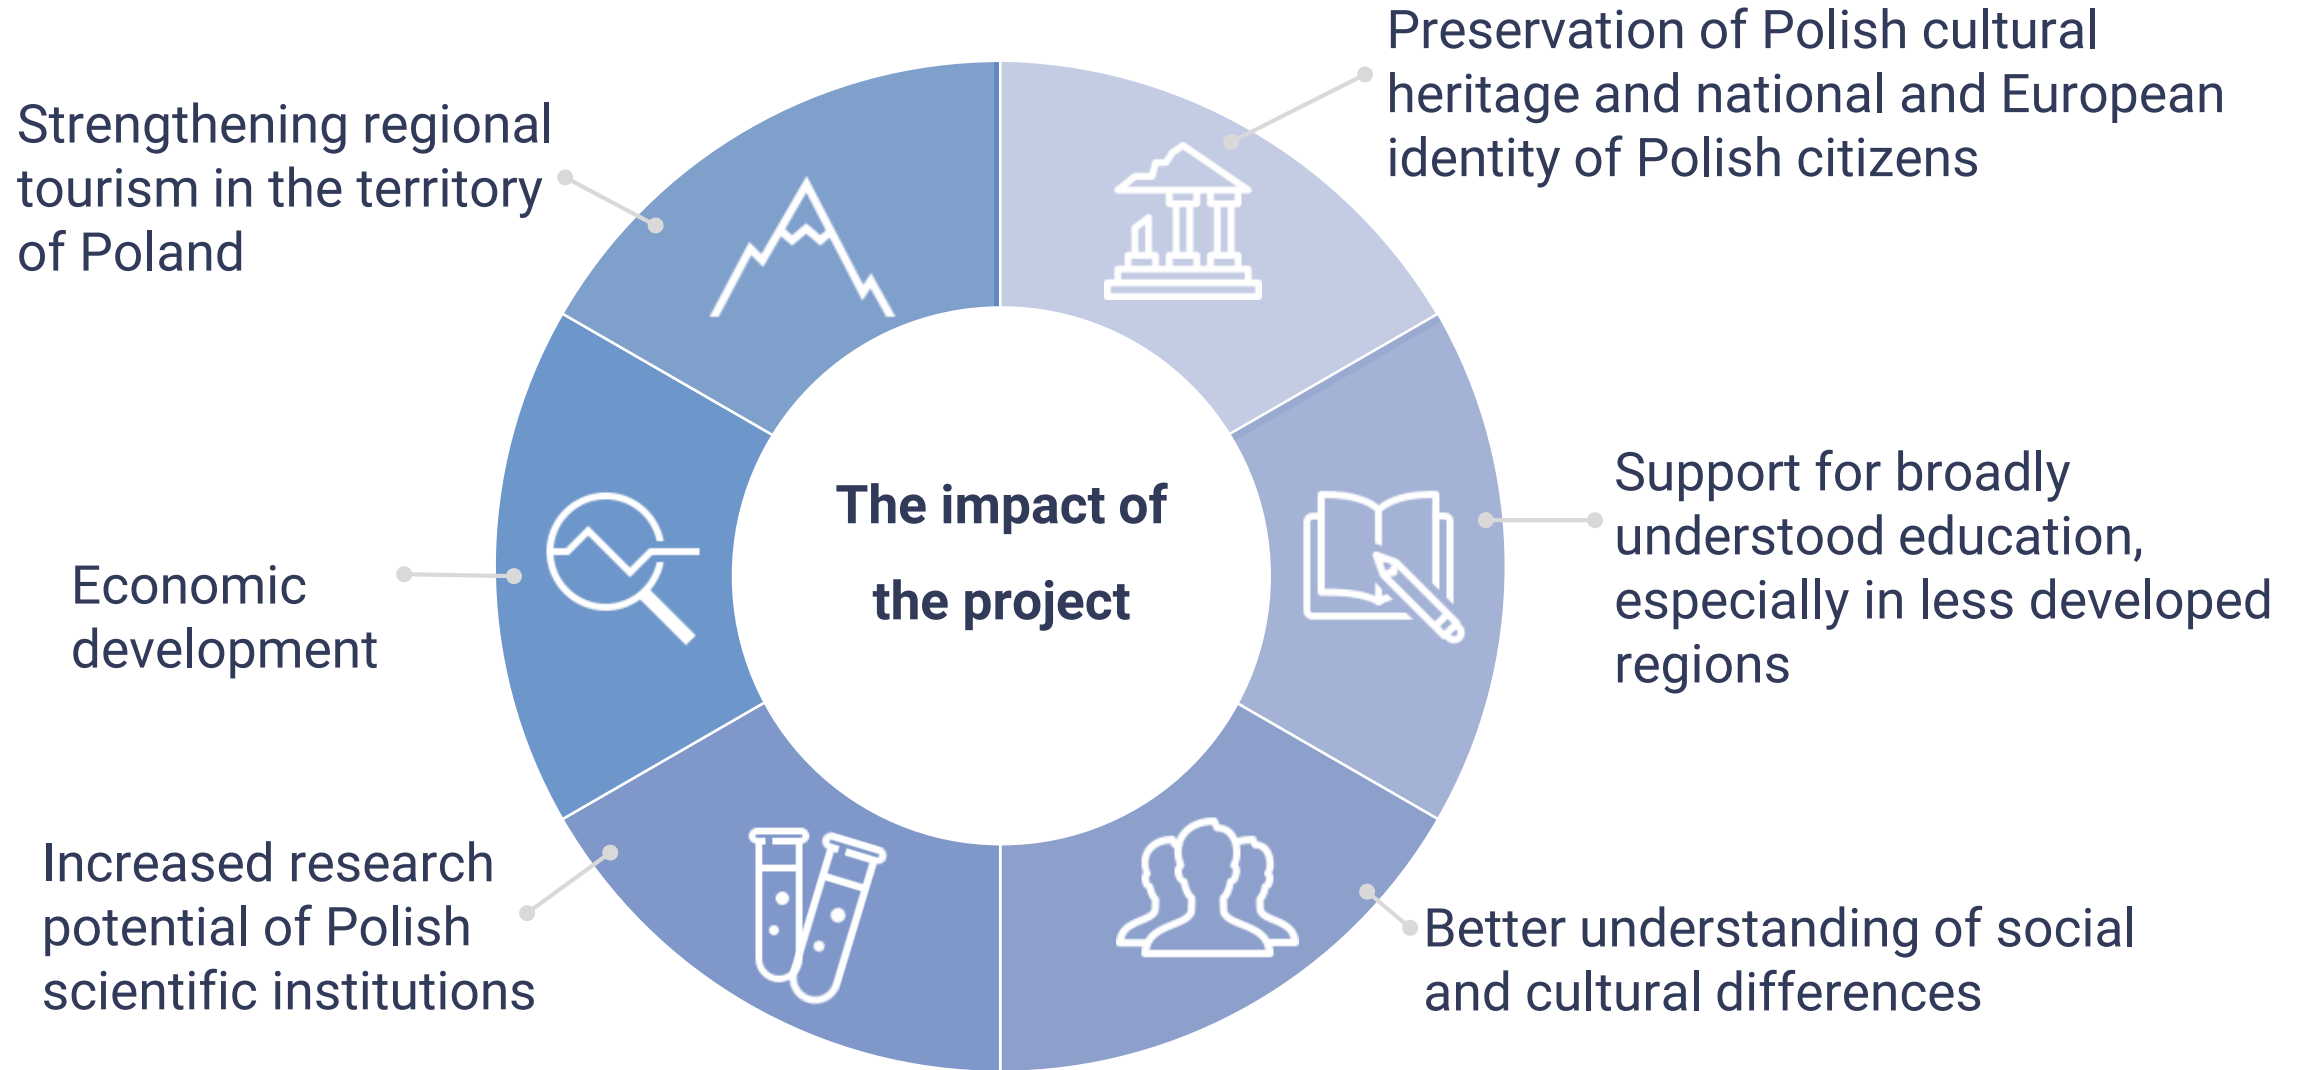 Preservation of Polish cultural
heritage and national and European
identity of Polish citizens
Strengthening regional
tourism in the territory
of Poland
The impact of
the project
Support for broadly
understood education,
especially in less developed
regions
Economic
development
Increased research
potential of Polish
scientific institutions
Better understanding of social
and cultural differences